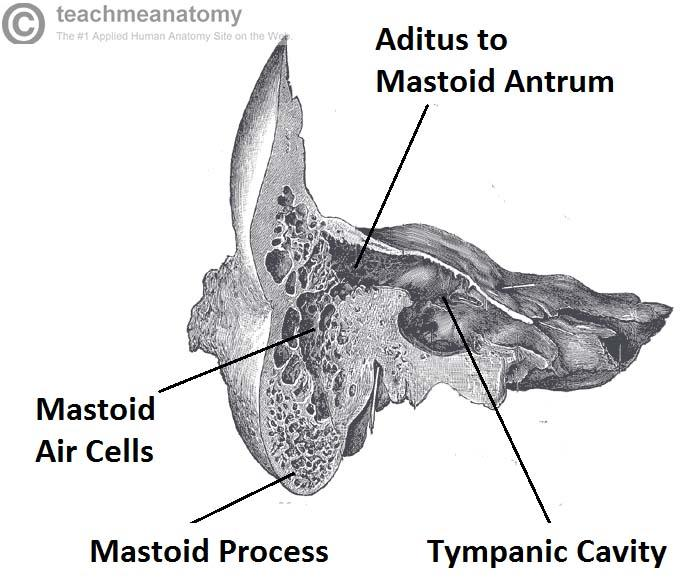 © teachmeanatomy
The #1 Applied Human Anatomy Site on the Web.
Aditus to
Mastoid Antrum
Mastoid
Air Cells
Mastoid Process
Tympanic Cavity